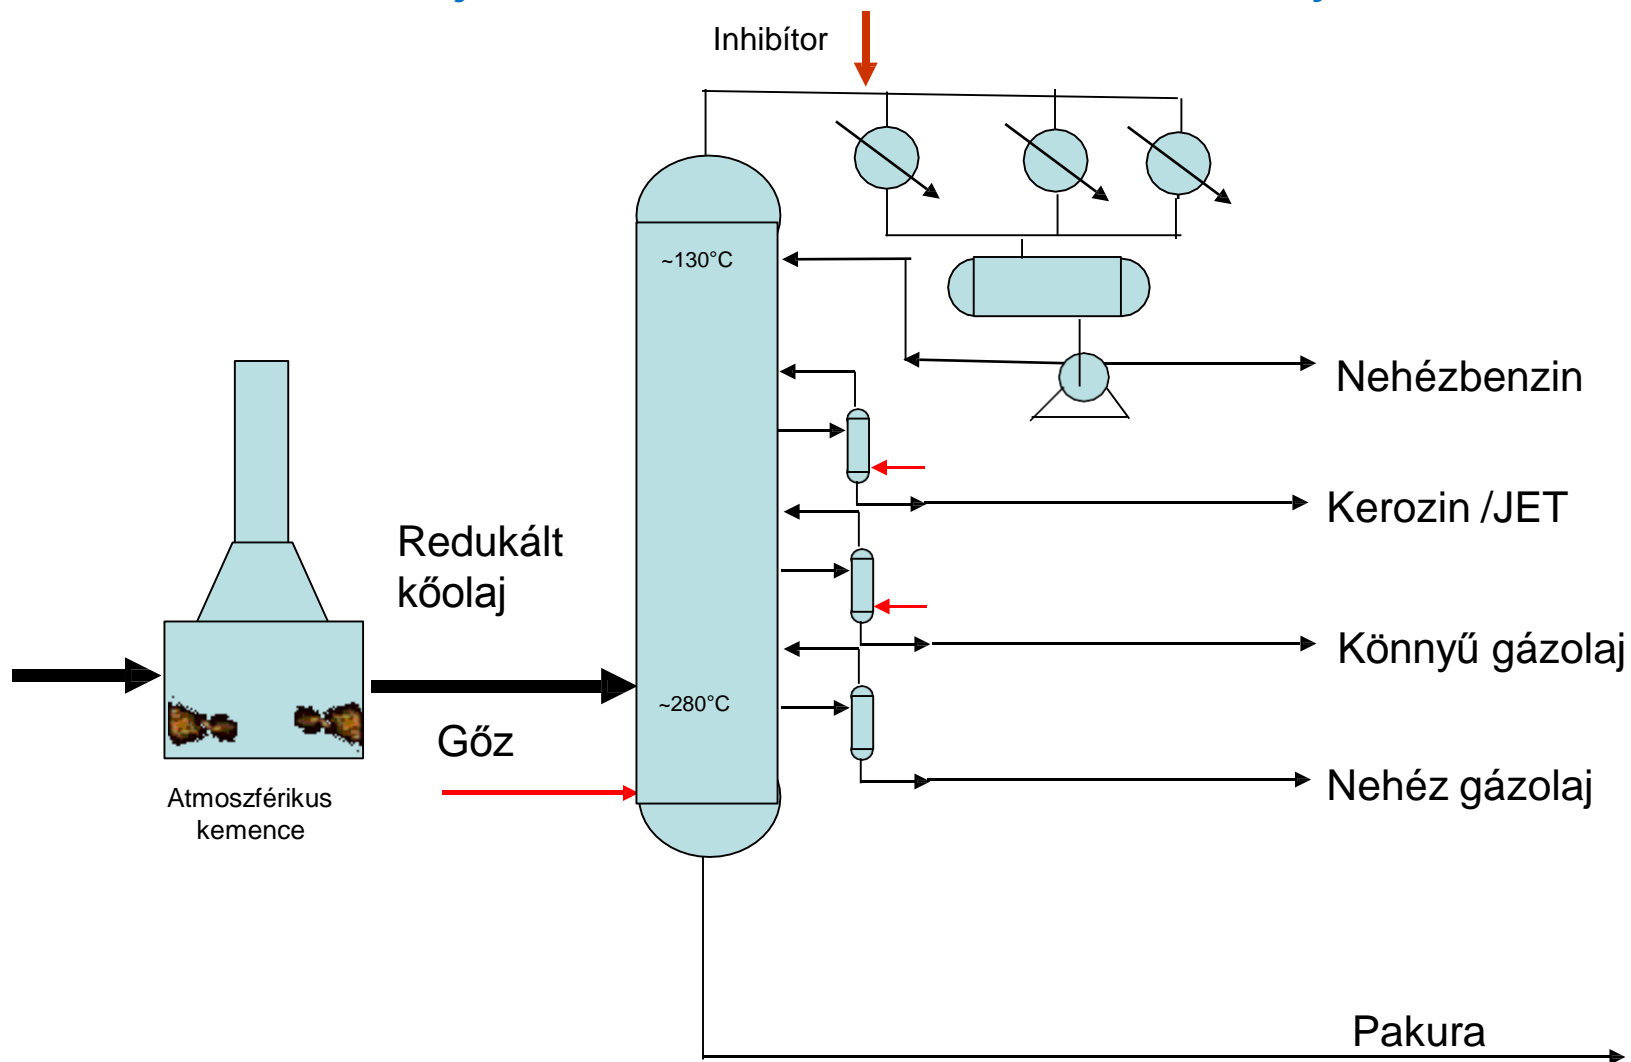 Inhibítor
~130°C
Nehézbenzin
Kerozin /JET
Redukált
kőolaj
Könnyű gázolaj
~280°C
Gőz
Nehéz gázolaj
Atmoszférikus
kemence
Pakura